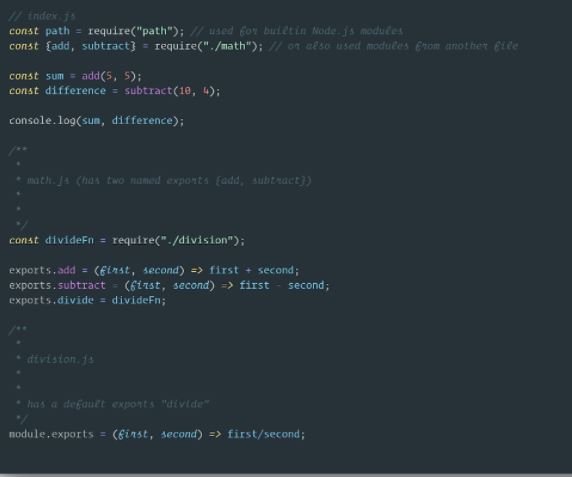 // index.js
const path = require("path"); // used for builtin Node.js modules
const {add, subtract} = require("./math"); // or also used modules from another file
const sum = add(5, 5);
const difference = subtract(10, 4);
console.log(sum, difference);
/**
*
* math.js (has two named exports {add, subtract})
*
*
*/
const divideFn = require("./division");
exports.add = (first, second) => first + second;
exports.subtract = (first, second) => first - second;
exports.divide = divideFn;
/**
*
* division.js
*
*
* has a default exports "divide"
*/
module.exports = (first, second) => first/second;